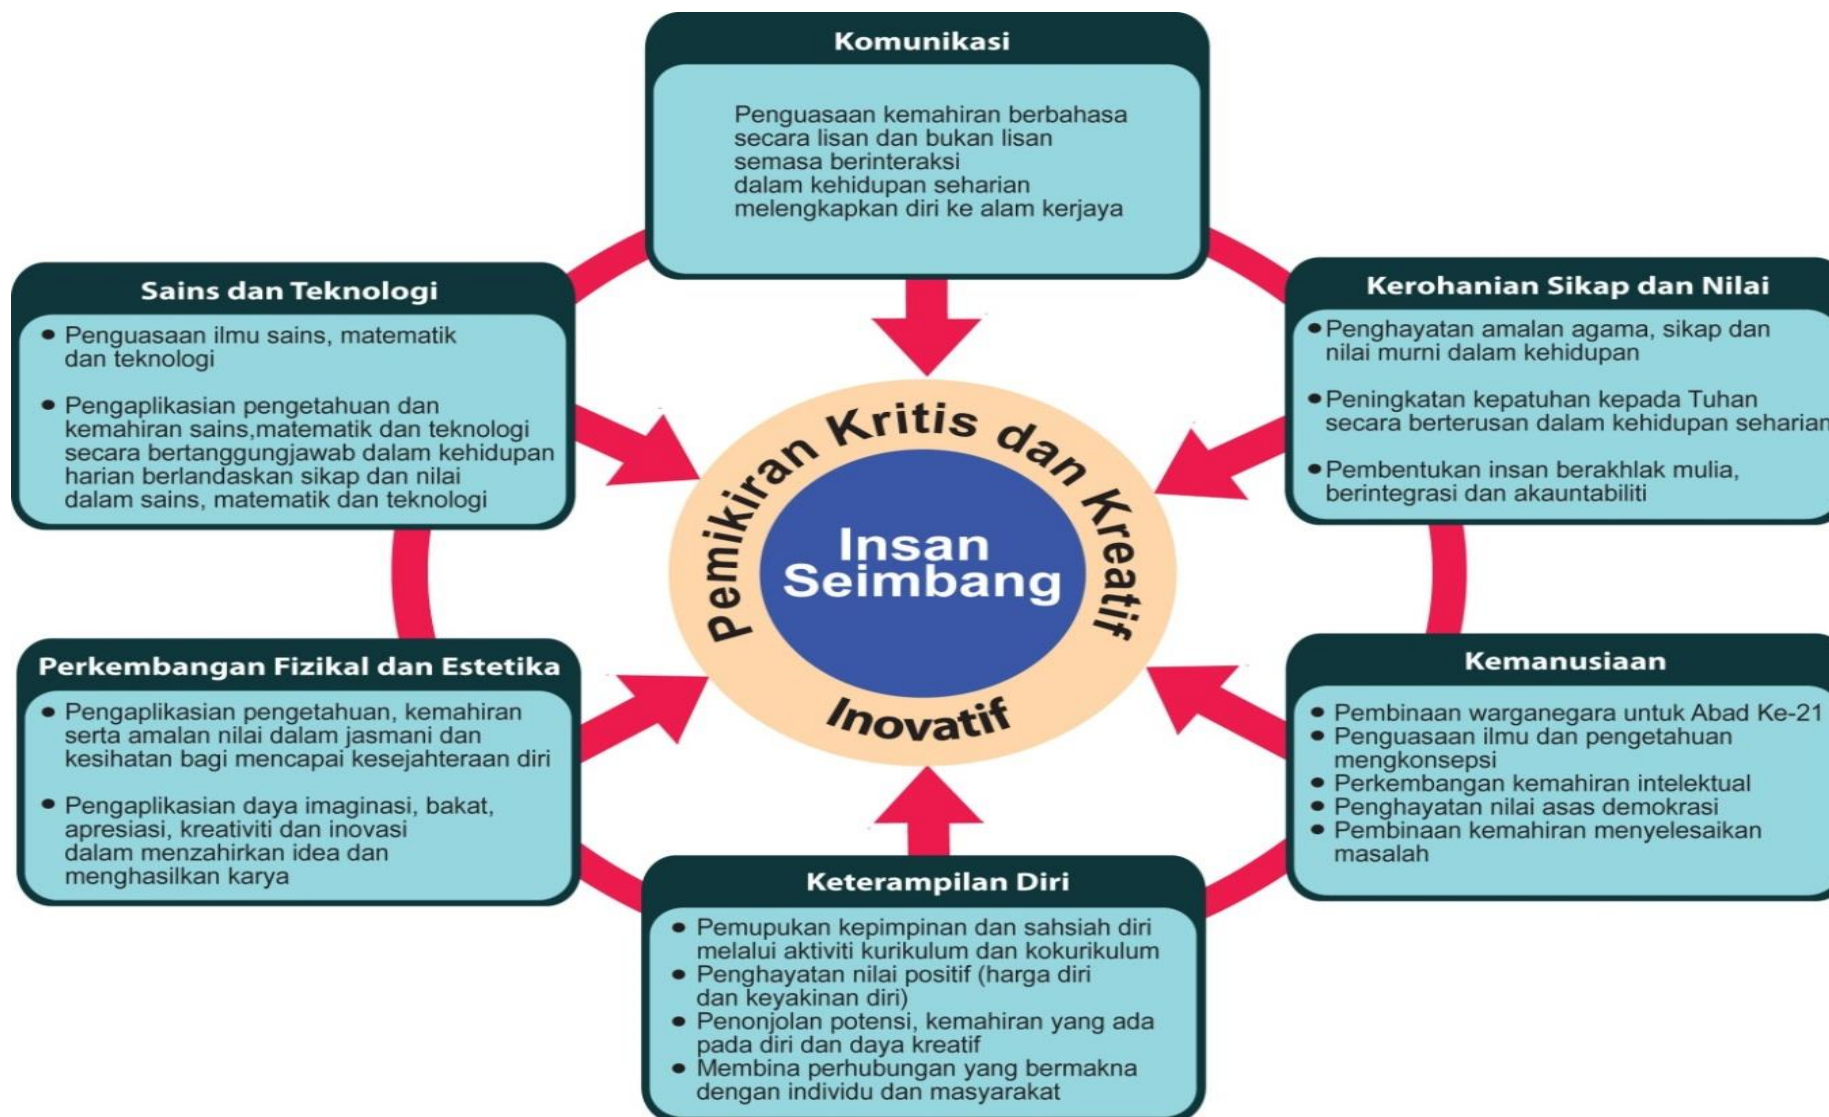 Komunikasi
Penguasaan kemahiran berbahasa
secara lisan dan bukan lisan
semasa berinteraksi
dalam kehidupan seharian
melengkapkan diri ke alam kerjaya
Sains dan Teknologi
• Penguasaan ilmu sains, matematik
dan teknologi
• Pengaplikasian pengetahuan dan
kemahiran sains,matematik dan teknologi
secara bertanggungjawab dalam kehidupan
harian berlandaskan sikap dan nilai
dalam sains, matematik dan teknologi
Kerohanian Sikap dan Nilai
• Penghayatan amalan agama, sikap dan
nilai murni dalam kehidupan
• Peningkatan kepatuhan kepada Tuhan
secara berterusan dalam kehidupan seharian
• Pembentukan insan berakhlak mulia,
berintegrasi dan akauntabiliti
Pemikiran Kritis dan Kreatif
Insan
Seimbang
Inovatif
Perkembangan Fizikal dan Estetika
• Pengaplikasian pengetahuan, kemahiran
serta amalan nilai dalam jasmani dan
kesihatan bagi mencapai kesejahteraan diri
• Pengaplikasian daya imaginasi, bakat,
apresiasi, kreativiti dan inovasi
dalam menzahirkan idea dan
menghasilkan karya
Kemanusiaan
• Pembinaan warganegara untuk Abad Ke-21
• Penguasaan ilmu dan pengetahuan
mengkonsepsi
• Perkembangan kemahiran intelektual
• Penghayatan nilai asas demokrasi
• Pembinaan kemahiran menyelesaikan
masalah
Keterampilan Diri
• Pemupukan kepimpinan dan sahsiah diri
melalui aktiviti kurikulum dan kokurikulum
• Penghayatan nilai positif (harga diri
dan keyakinan diri)
• Penonjolan potensi, kemahiran yang ada
pada diri dan daya kreatif
• Membina perhubungan yang bermakna
dengan individu dan masyarakat